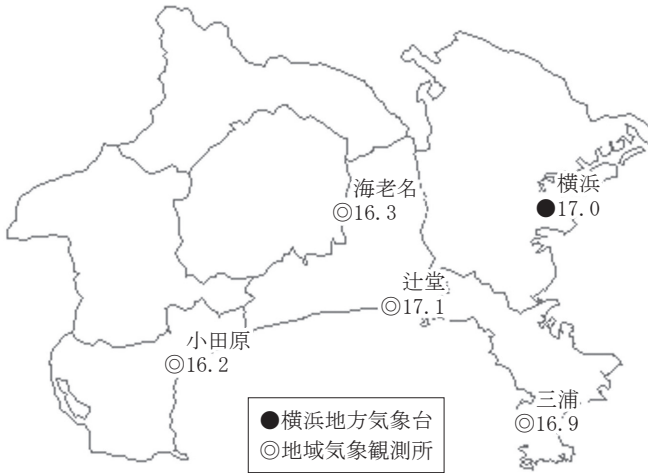 海老名
◎16.3
横浜
●17.0
辻堂
◎17.1
小田原
◎16.2
三浦
◎16.9
●横浜地方気象台
◎地域気象観測所